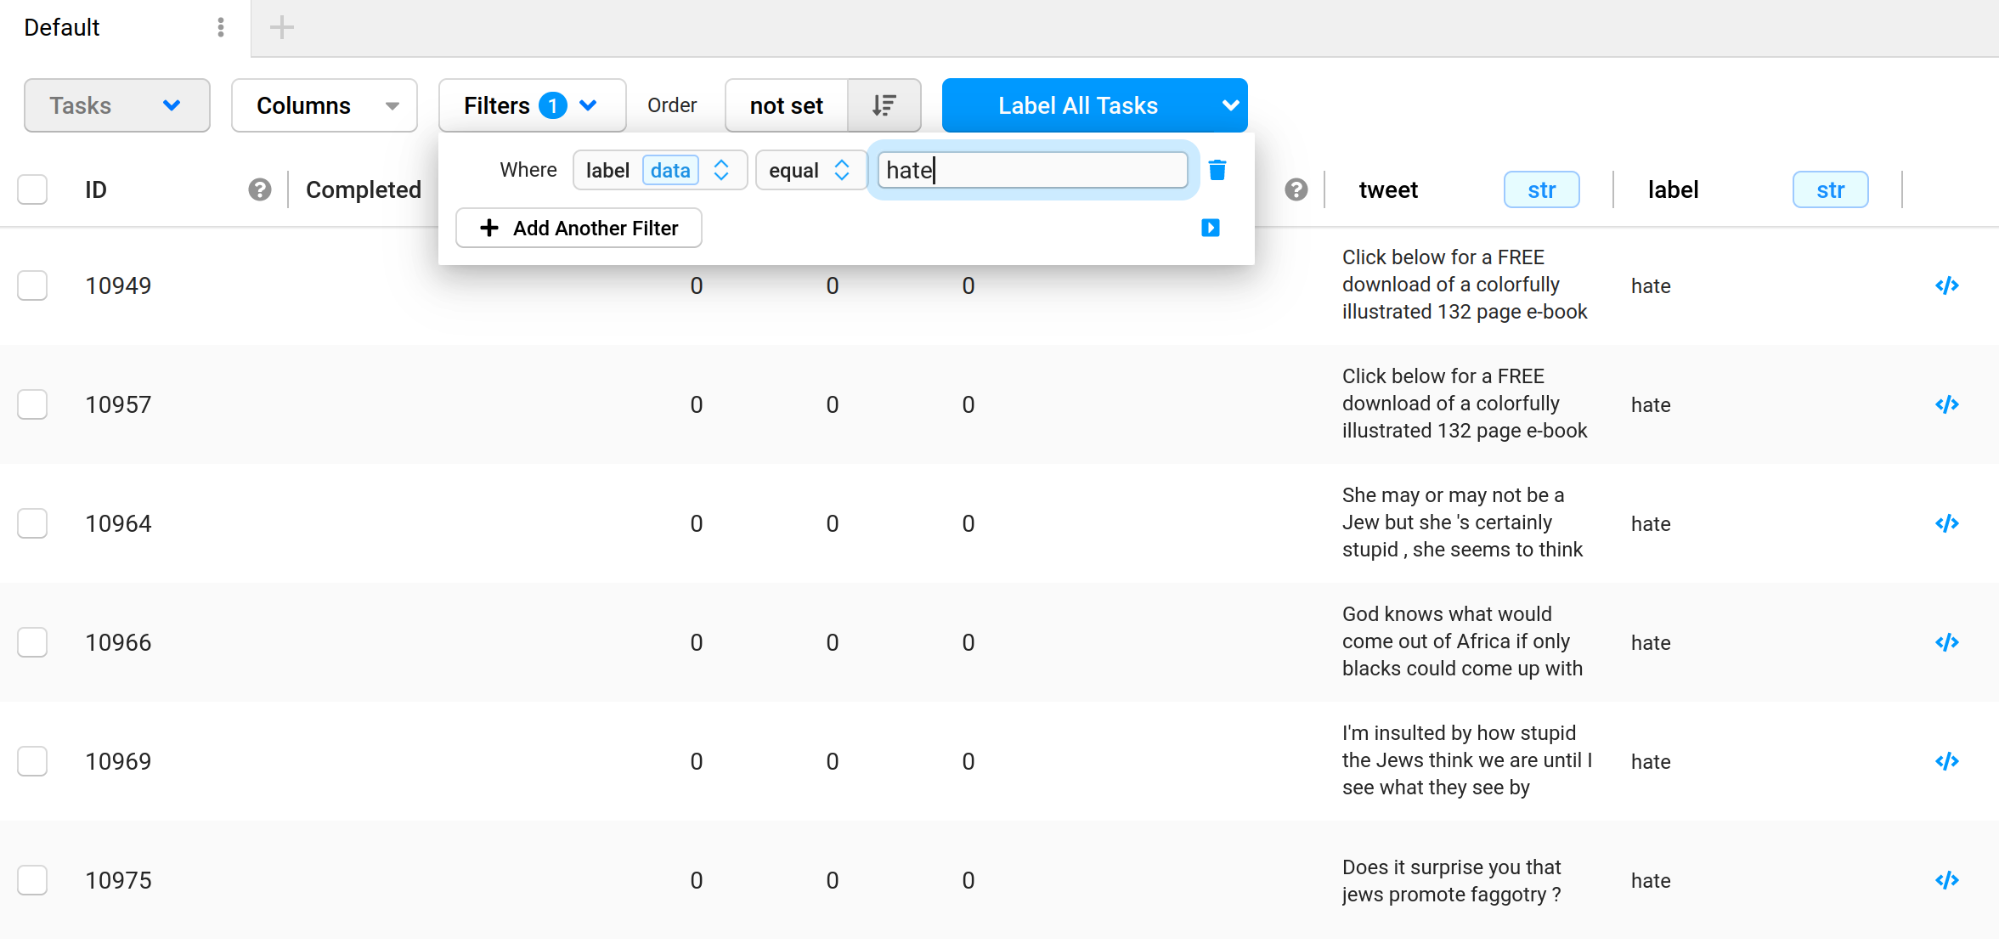 Default
Tasks Columns Filters 1 Order not set Label All Tasks
Where label data equal hate
ID ? Completed ? tweet str label str
Add Another Filter
10949 0 0 0 hate
Click below for a FREE
download of a colorfully
illustrated 132 page e-book
10957 0 0 0 hate
Click below for a FREE
download of a colorfully
illustrated 132 page e-book
10964 0 0 0 hate
She may or may not be a
Jew but she 's certainly
stupid , she seems to think
10966 0 0 0 hate
God knows what would
come out of Africa if only
blacks could come up with
10969 0 0 0 hate
I'm insulted by how stupid
the Jews think we are until I
see what they see by
10975 0 0 0 hate
Does it surprise you that
jews promote faggotry ?